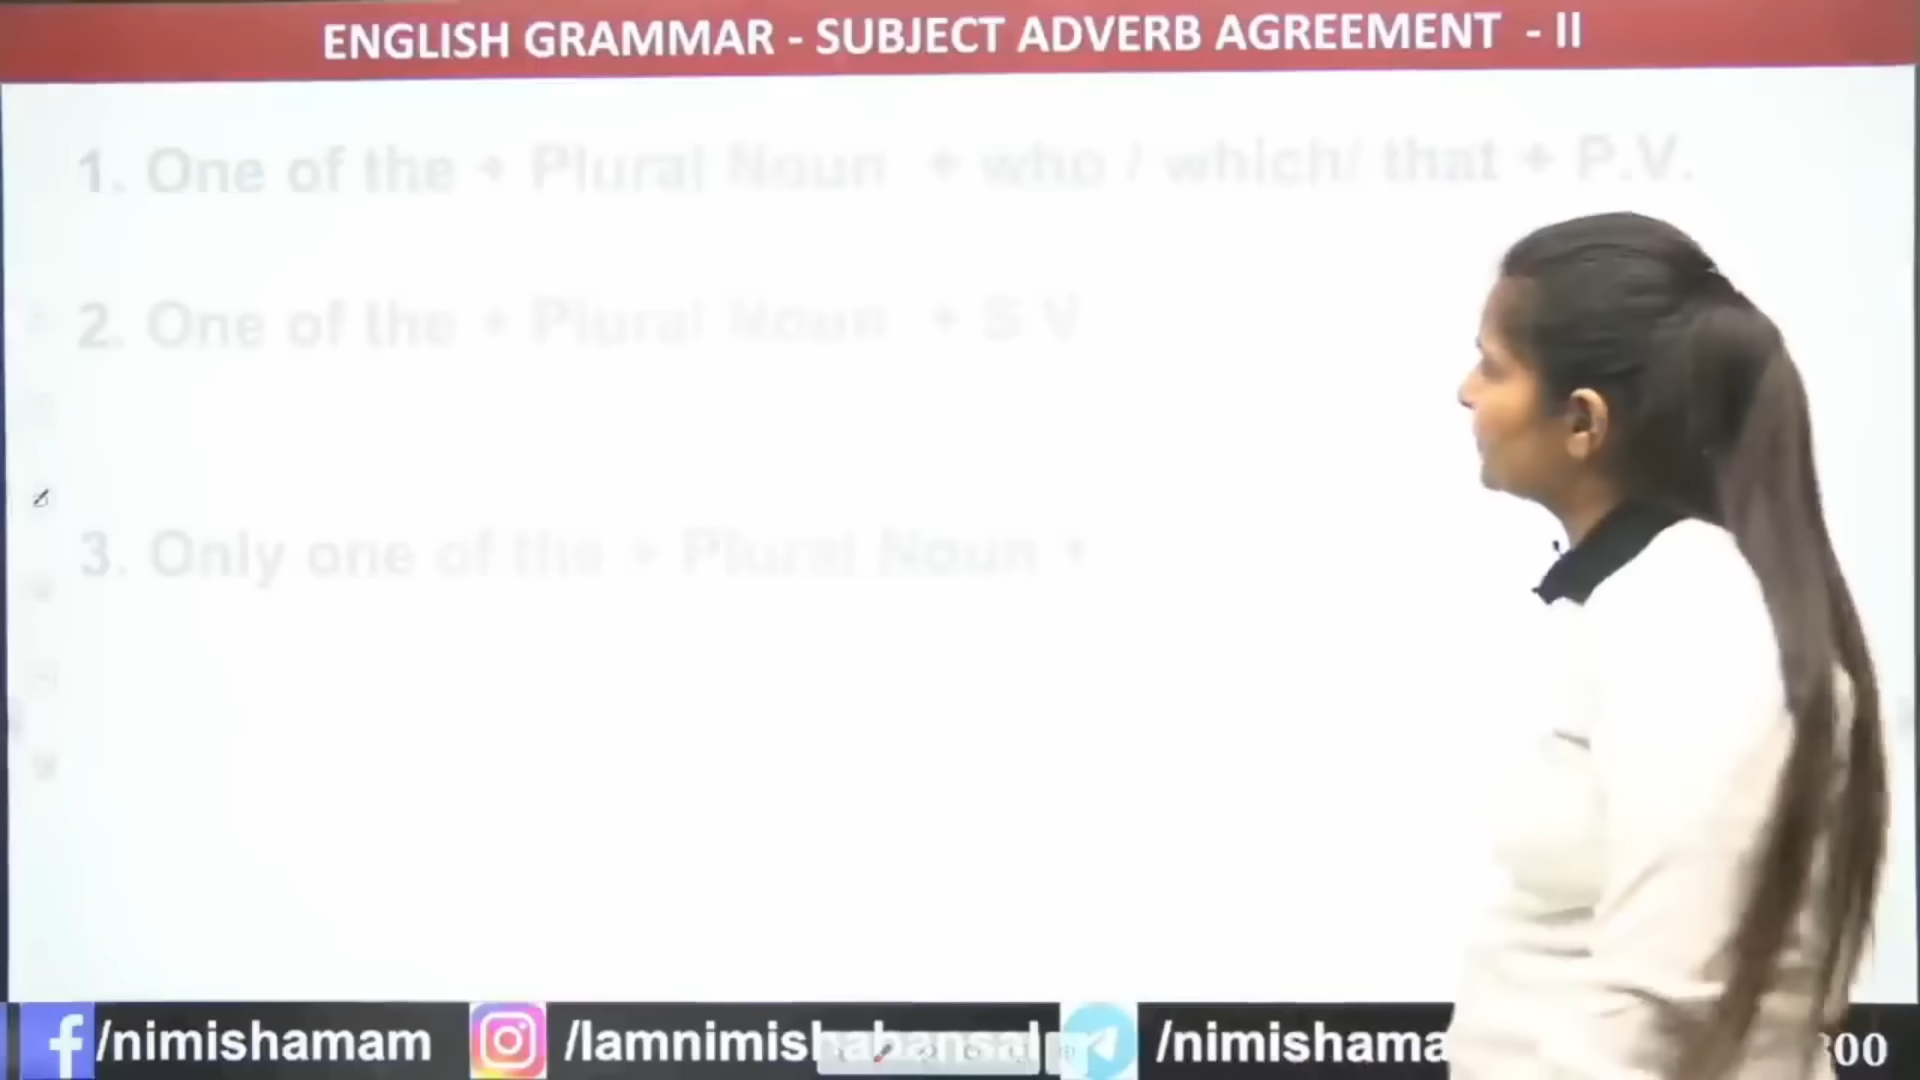 ENGLISH GRAMMAR - SUBJECT ADVERB AGREEMENT - II
1. One of the + Plural Noun + who / which/ that + P.V.
2. One of the + Plural Noun + S V
3. Only one of the + Plural Noun +
/nimishamam /Iamnimishabansal /nimishama 00